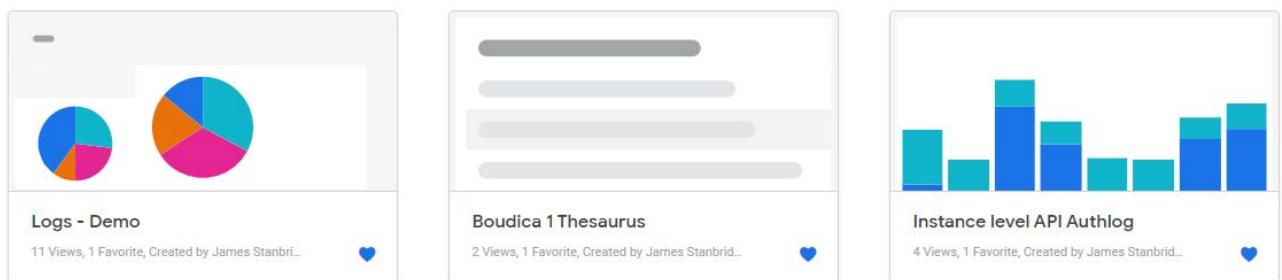 Logs - Demo
11 Views, 1 Favorite, Created by James Stanbri...
Boudica 1 Thesaurus
2 Views, 1 Favorite, Created by James Stanbrid...
Instance level API Authlog
4 Views, 1 Favorite, Created by James Stanbrid...